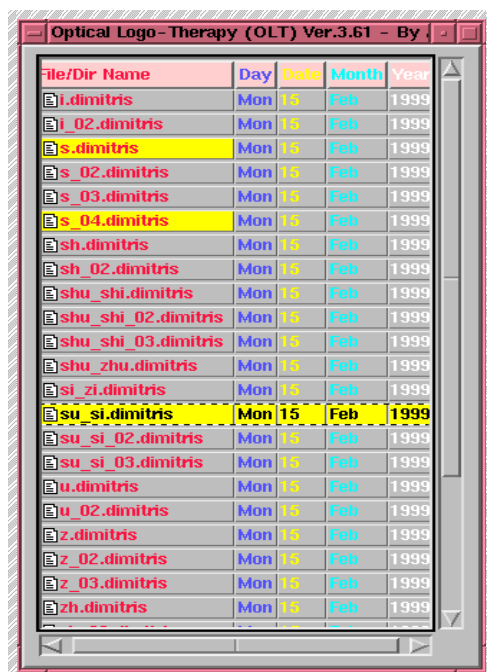 Optical Logo-Therapy (OLT) Ver.3.61 - By
File/Dir Name Day Date Month Year
i.dimitris Mon 15 Feb 1999
i_02.dimitris Mon 15 Feb 1999
s.dimitris Mon 15 Feb 1999
s_02.dimitris Mon 15 Feb 1999
s_03.dimitris Mon 15 Feb 1999
s_04.dimitris Mon 15 Feb 1999
sh.dimitris Mon 15 Feb 1999
sh_02.dimitris Mon 15 Feb 1999
shu_shi.dimitris Mon 15 Feb 1999
shu_shi_02.dimitris Mon 15 Feb 1999
shu_shi_03.dimitris Mon 15 Feb 1999
shu_zhu.dimitris Mon 15 Feb 1999
si_zi.dimitris Mon 15 Feb 1999
su_si.dimitris Mon 15 Feb 1999
su_si_02.dimitris Mon 15 Feb 1999
su_si_03.dimitris Mon 15 Feb 1999
u.dimitris Mon 15 Feb 1999
u_02.dimitris Mon 15 Feb 1999
z.dimitris Mon 15 Feb 1999
z_02.dimitris Mon 15 Feb 1999
z_03.dimitris Mon 15 Feb 1999
zh.dimitris Mon 15 Feb 1999